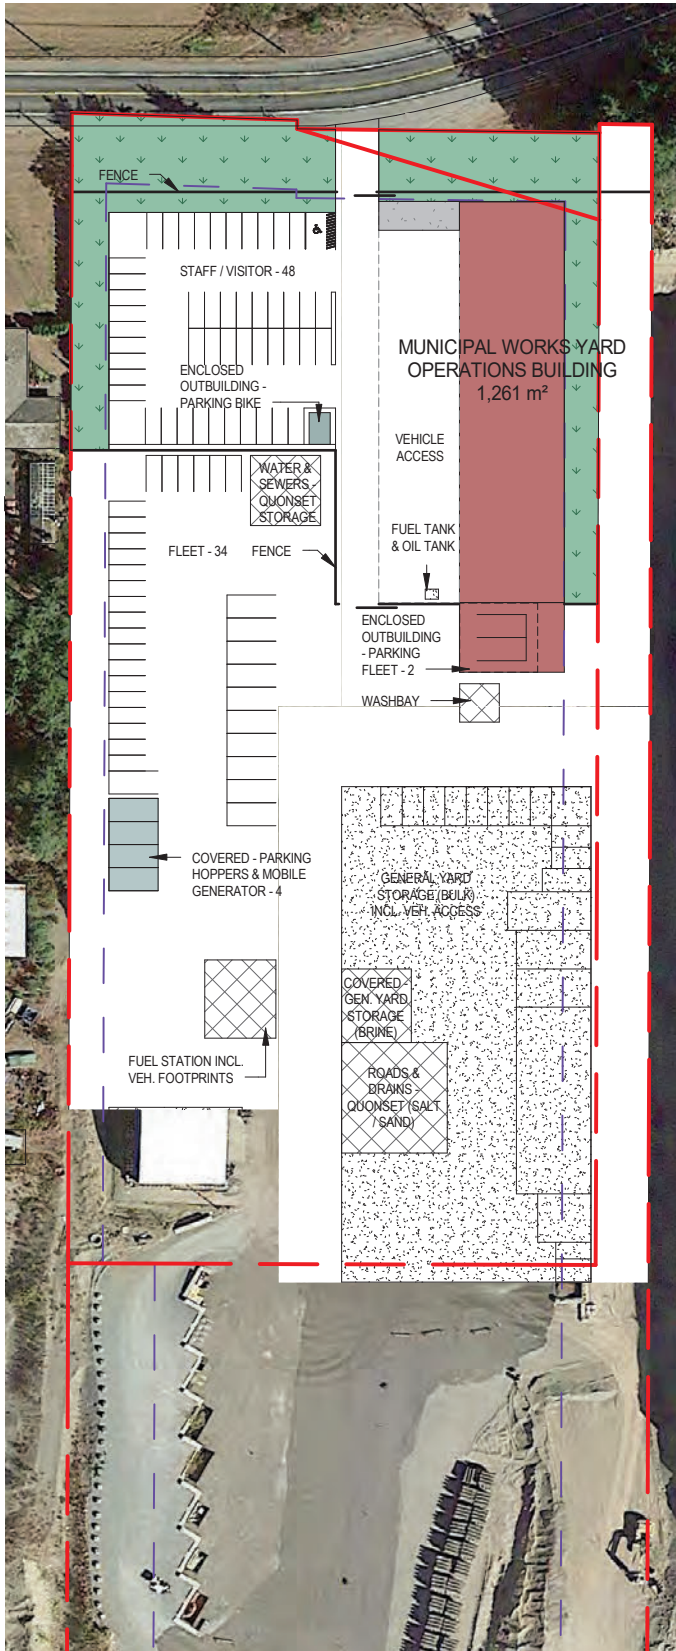 FENCE
STAFF / VISITOR - 48
MUNICIPAL WORKS YARD
OPERATIONS BUILDING
1,261 m²
ENCLOSED
OUTBUILDING -
PARKING BIKE
VEHICLE
ACCESS
WATER &
SEWERS -
QUONSET
STORAGE
FUEL TANK
& OIL TANK
FLEET - 34
FENCE
ENCLOSED
OUTBUILDING
- PARKING
FLEET - 2
WASHBAY
COVERED - PARKING
HOPPERS & MOBILE
GENERATOR - 4
GENERAL YARD
STORAGE (BULK)
INCL. VEH. ACCESS
COVERED -
GEN. YARD
STORAGE
(BRINE)
FUEL STATION INCL.
VEH. FOOTPRINTS
ROADS &
DRAINS -
QUONSET (SALT
/ SAND)